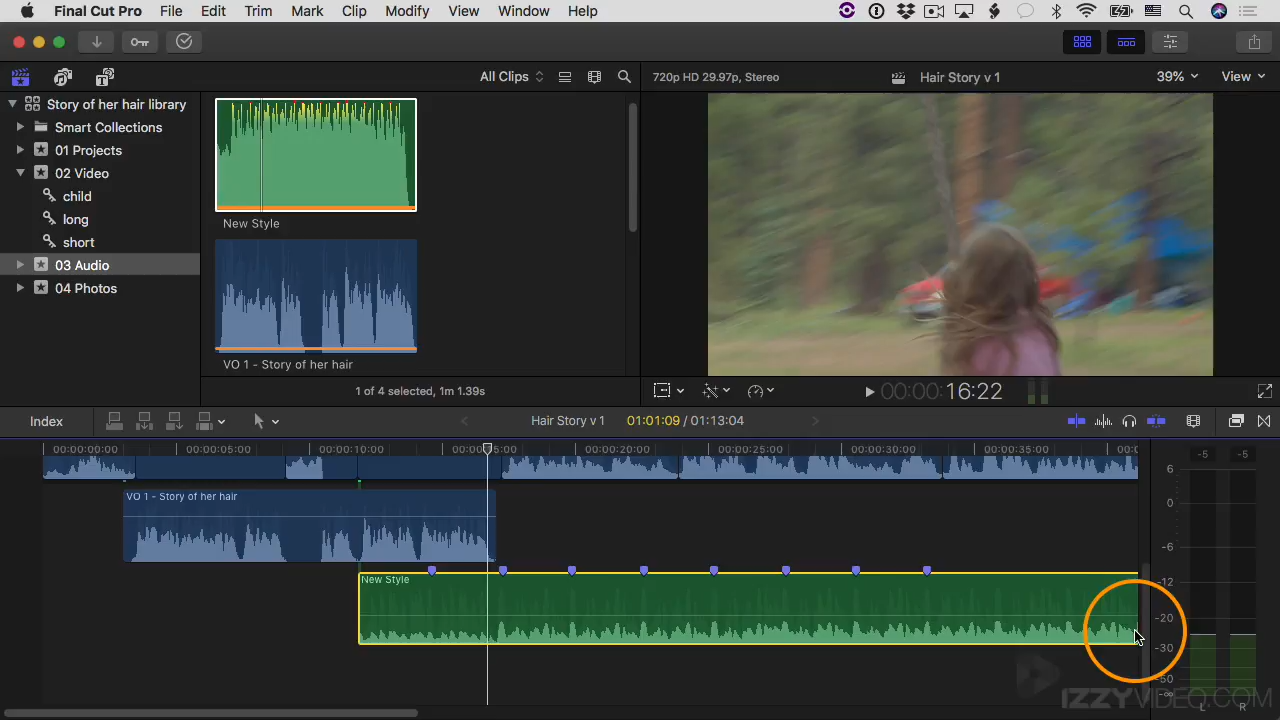 Final Cut Pro File Edit Trim Mark Clip Modify View Window Help
All Clips
720p HD 29.97p, Stereo
Hair Story v 1
39%
View
Story of her hair library
Smart Collections
01 Projects
02 Video
child
long
short
03 Audio
04 Photos
New Style
VO 1 - Story of her hair
1 of 4 selected, 1m 1.39s
00:00:16:22
Index
Hair Story v 1
01:01:09 / 01:13:04
00:00:00:00
00:00:05:00
00:00:10:00
00:00:15:00
00:00:20:00
00:00:25:00
00:00:30:00
00:00:35:00
00:0
-5 -5
VO 1 - Story of her hair
New Style
6
0
-6
-12
-20
-30
-50
-∞
L R
IZZYVIDEO.COM